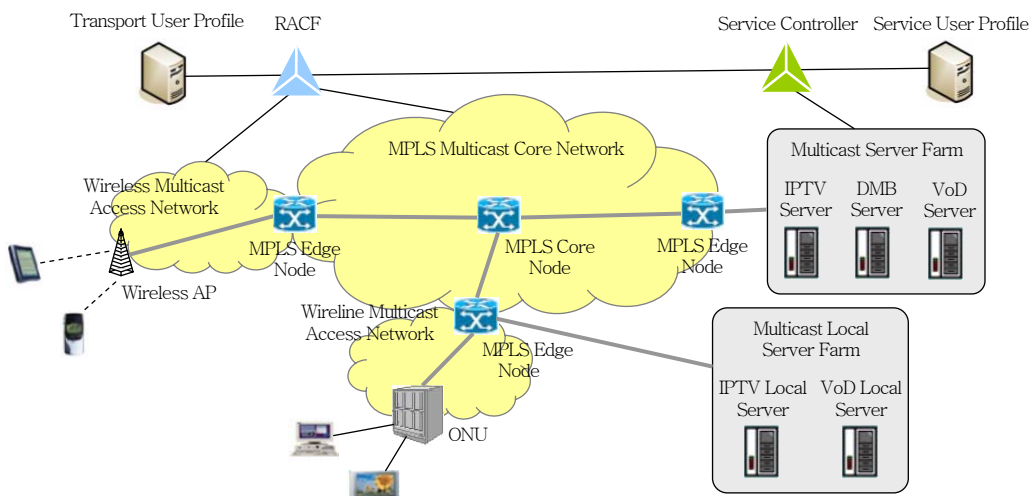 Transport User Profile
RACF
Service Controller
Service User Profile
MPLS Multicast Core Network
Multicast Server Farm
IPTV
Server
DMB
Server
VoD
Server
Wireless Multicast
Access Network
MPLS Edge
Node
MPLS Core
Node
MPLS Edge
Node
Wireless AP
Wireline Multicast
Access Network
MPLS Edge
Node
Multicast Local
Server Farm
IPTV Local
Server
VoD Local
Server
ONU